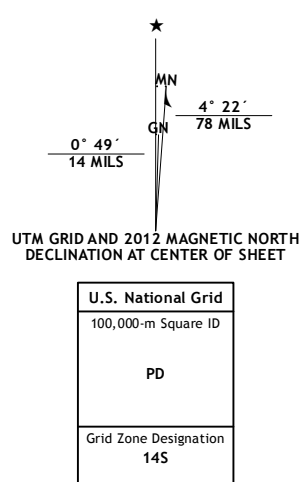 ★
MN
GN
4° 22´
78 MILS
0° 49´
14 MILS
UTM GRID AND 2012 MAGNETIC NORTH
DECLINATION AT CENTER OF SHEET
U.S. National Grid
100,000-m Square ID
PD
Grid Zone Designation
14S